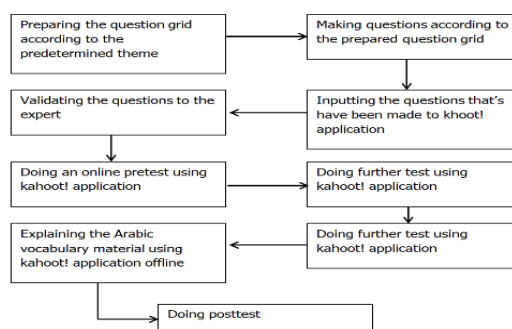 Preparing the question grid
according to the
predetermined theme
Making questions according to
the prepared question grid
Inputting the questions that's
have been made to khoot!
application
Validating the questions to the
expert
Doing an online pretest using
kahoot! application
Doing further test using
kahoot! application
Doing further test using
kahoot! application
Explaining the Arabic
vocabulary material using
kahoot! application offline
Doing posttest